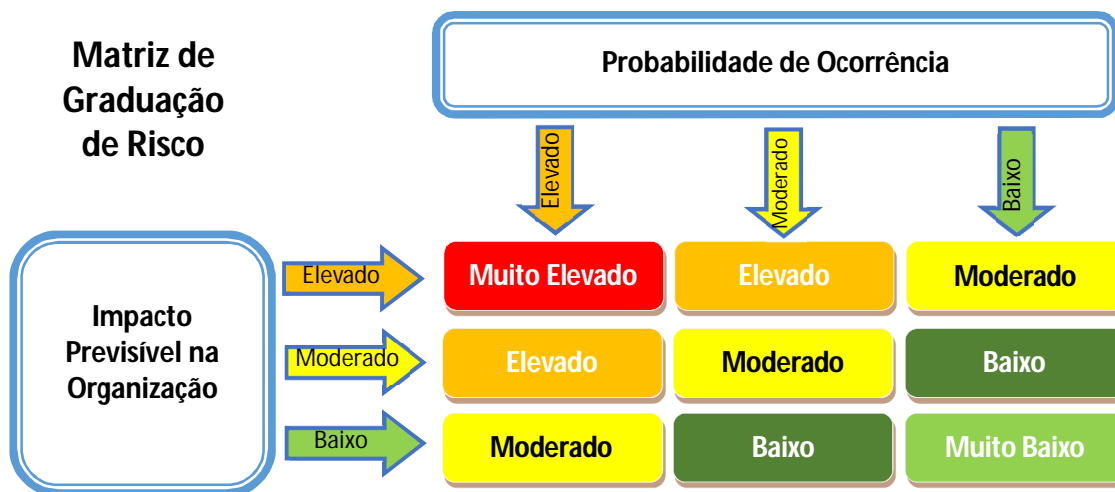 Matriz de
Graduação
de Risco
Probabilidade de Ocorrência
Elevado
Moderado
Baixo
Impacto
Previsível na
Organização
Elevado
Muito Elevado
Elevado
Moderado
Moderado
Elevado
Moderado
Baixo
Baixo
Moderado
Baixo
Muito Baixo